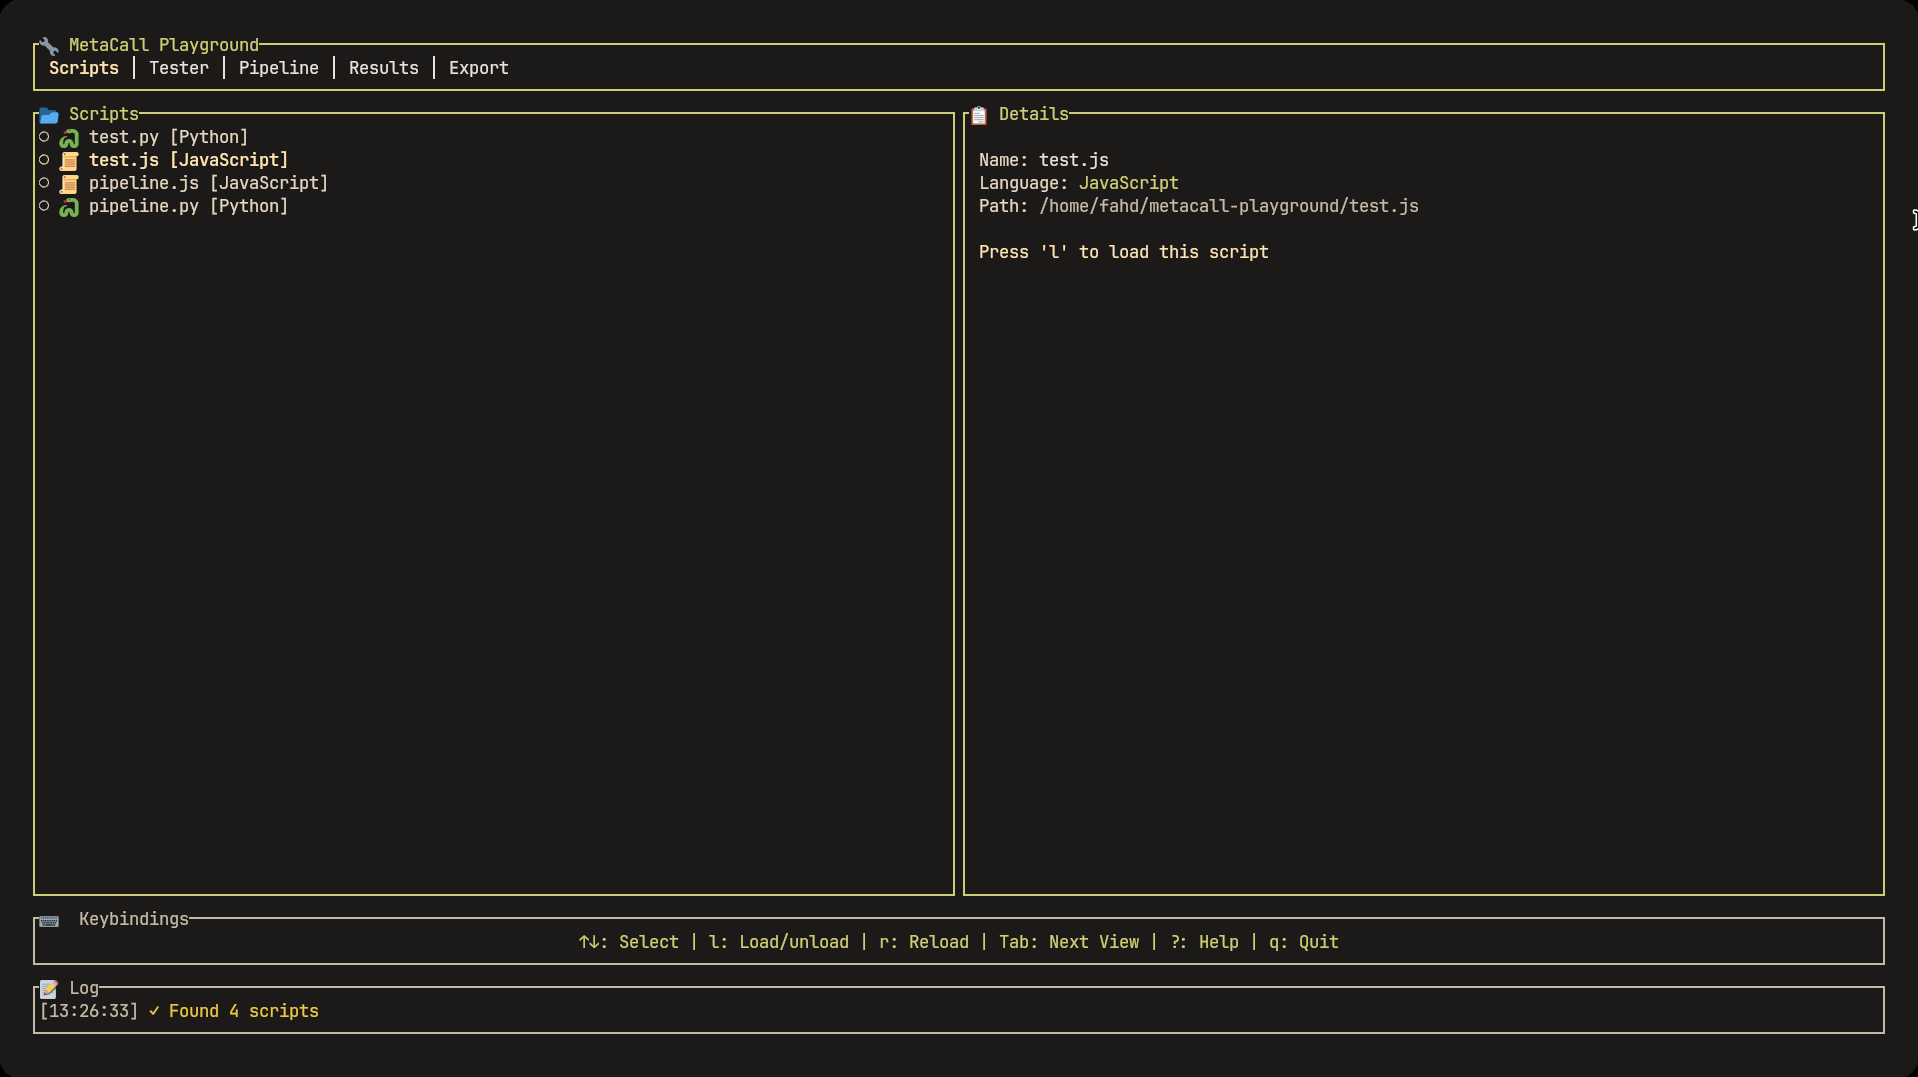 MetaCall Playground
Scripts │ Tester │ Pipeline │ Results │ Export
Scripts
○ 🐍 test.py [Python]
○ 📜 test.js [JavaScript]
○ 📜 pipeline.js [JavaScript]
○ 🐍 pipeline.py [Python]
Details
Name: test.js
Language: JavaScript
Path: /home/fahd/metacall-playground/test.js
Press 'l' to load this script
Keybindings
↑↓: Select | l: Load/unload | r: Reload | Tab: Next View | ?: Help | q: Quit
Log
[13:26:33] ✓ Found 4 scripts